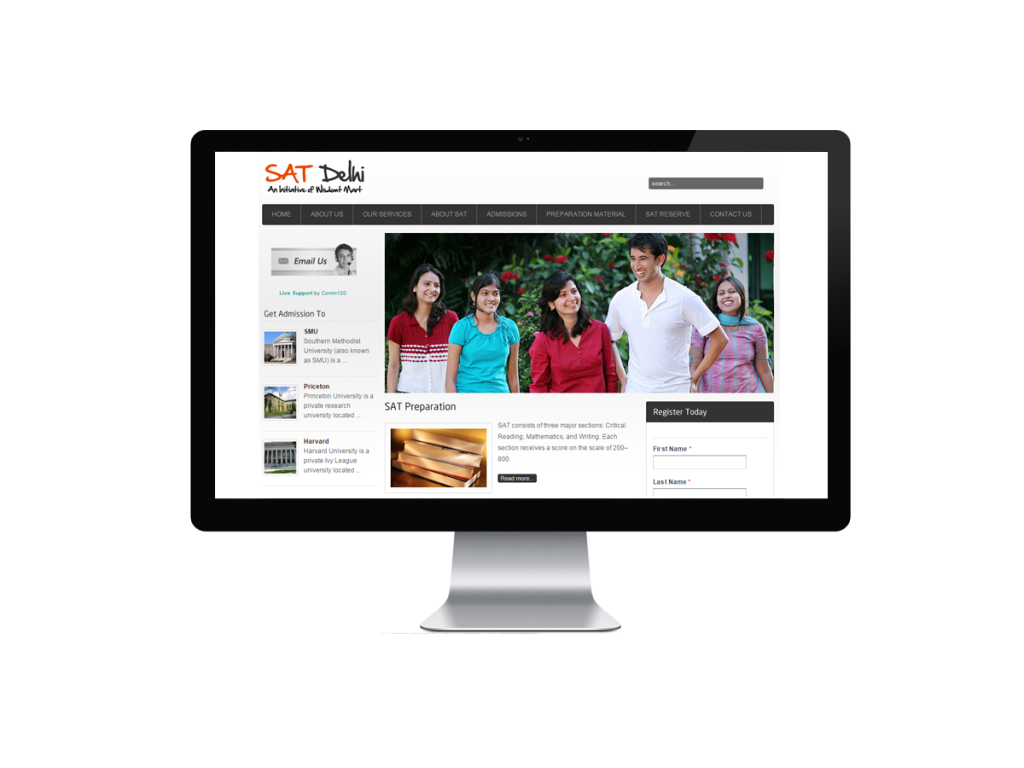 SAT Delhi
An Initiative of Wisdom Mart
search...
HOME ABOUT US OUR SERVICES ABOUT SAT ADMISSIONS PREPARATION MATERIAL SAT RESERVE CONTACT US
Email Us
Live Support by Comm100
Get Admission To
SMU
Southern Methodist
University (also known
as SMU) is a ...
Priceton
Princeton University is a
private research
university located ...
Harvard
Harvard University is a
private Ivy League
university located ...
SAT Preparation
SAT consists of three major sections: Critical
Reading, Mathematics, and Writing. Each
section receives a score on the scale of 200–
800.
Read more...
Register Today
First Name *
Last Name *